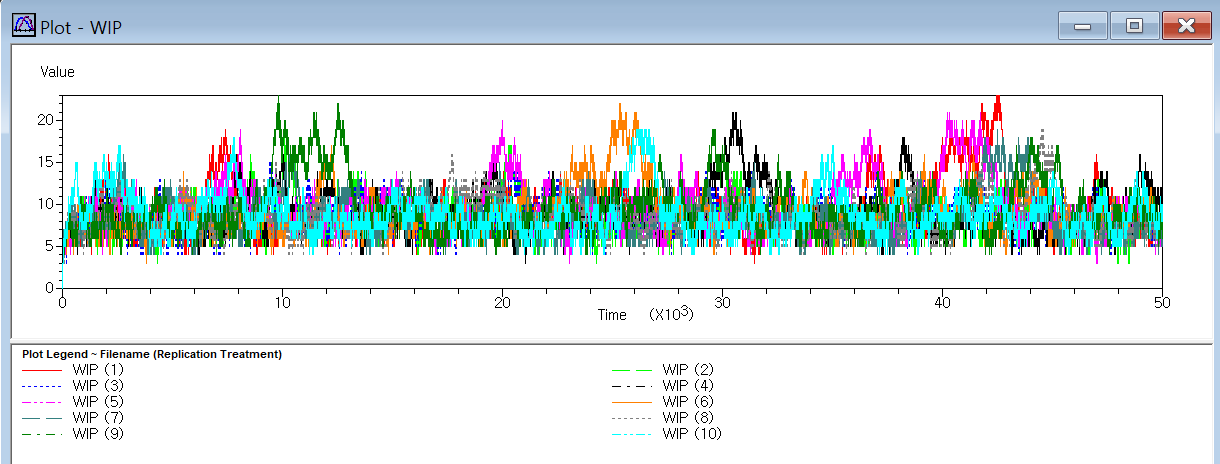 Plot - WIP
Value
20
15
10
5
0
0 10 20 30 40 50
Time (X10³)
Plot Legend ~ Filename (Replication Treatment)
WIP (1) WIP (2)
WIP (3) WIP (4)
WIP (5) WIP (6)
WIP (7) WIP (8)
WIP (9) WIP (10)